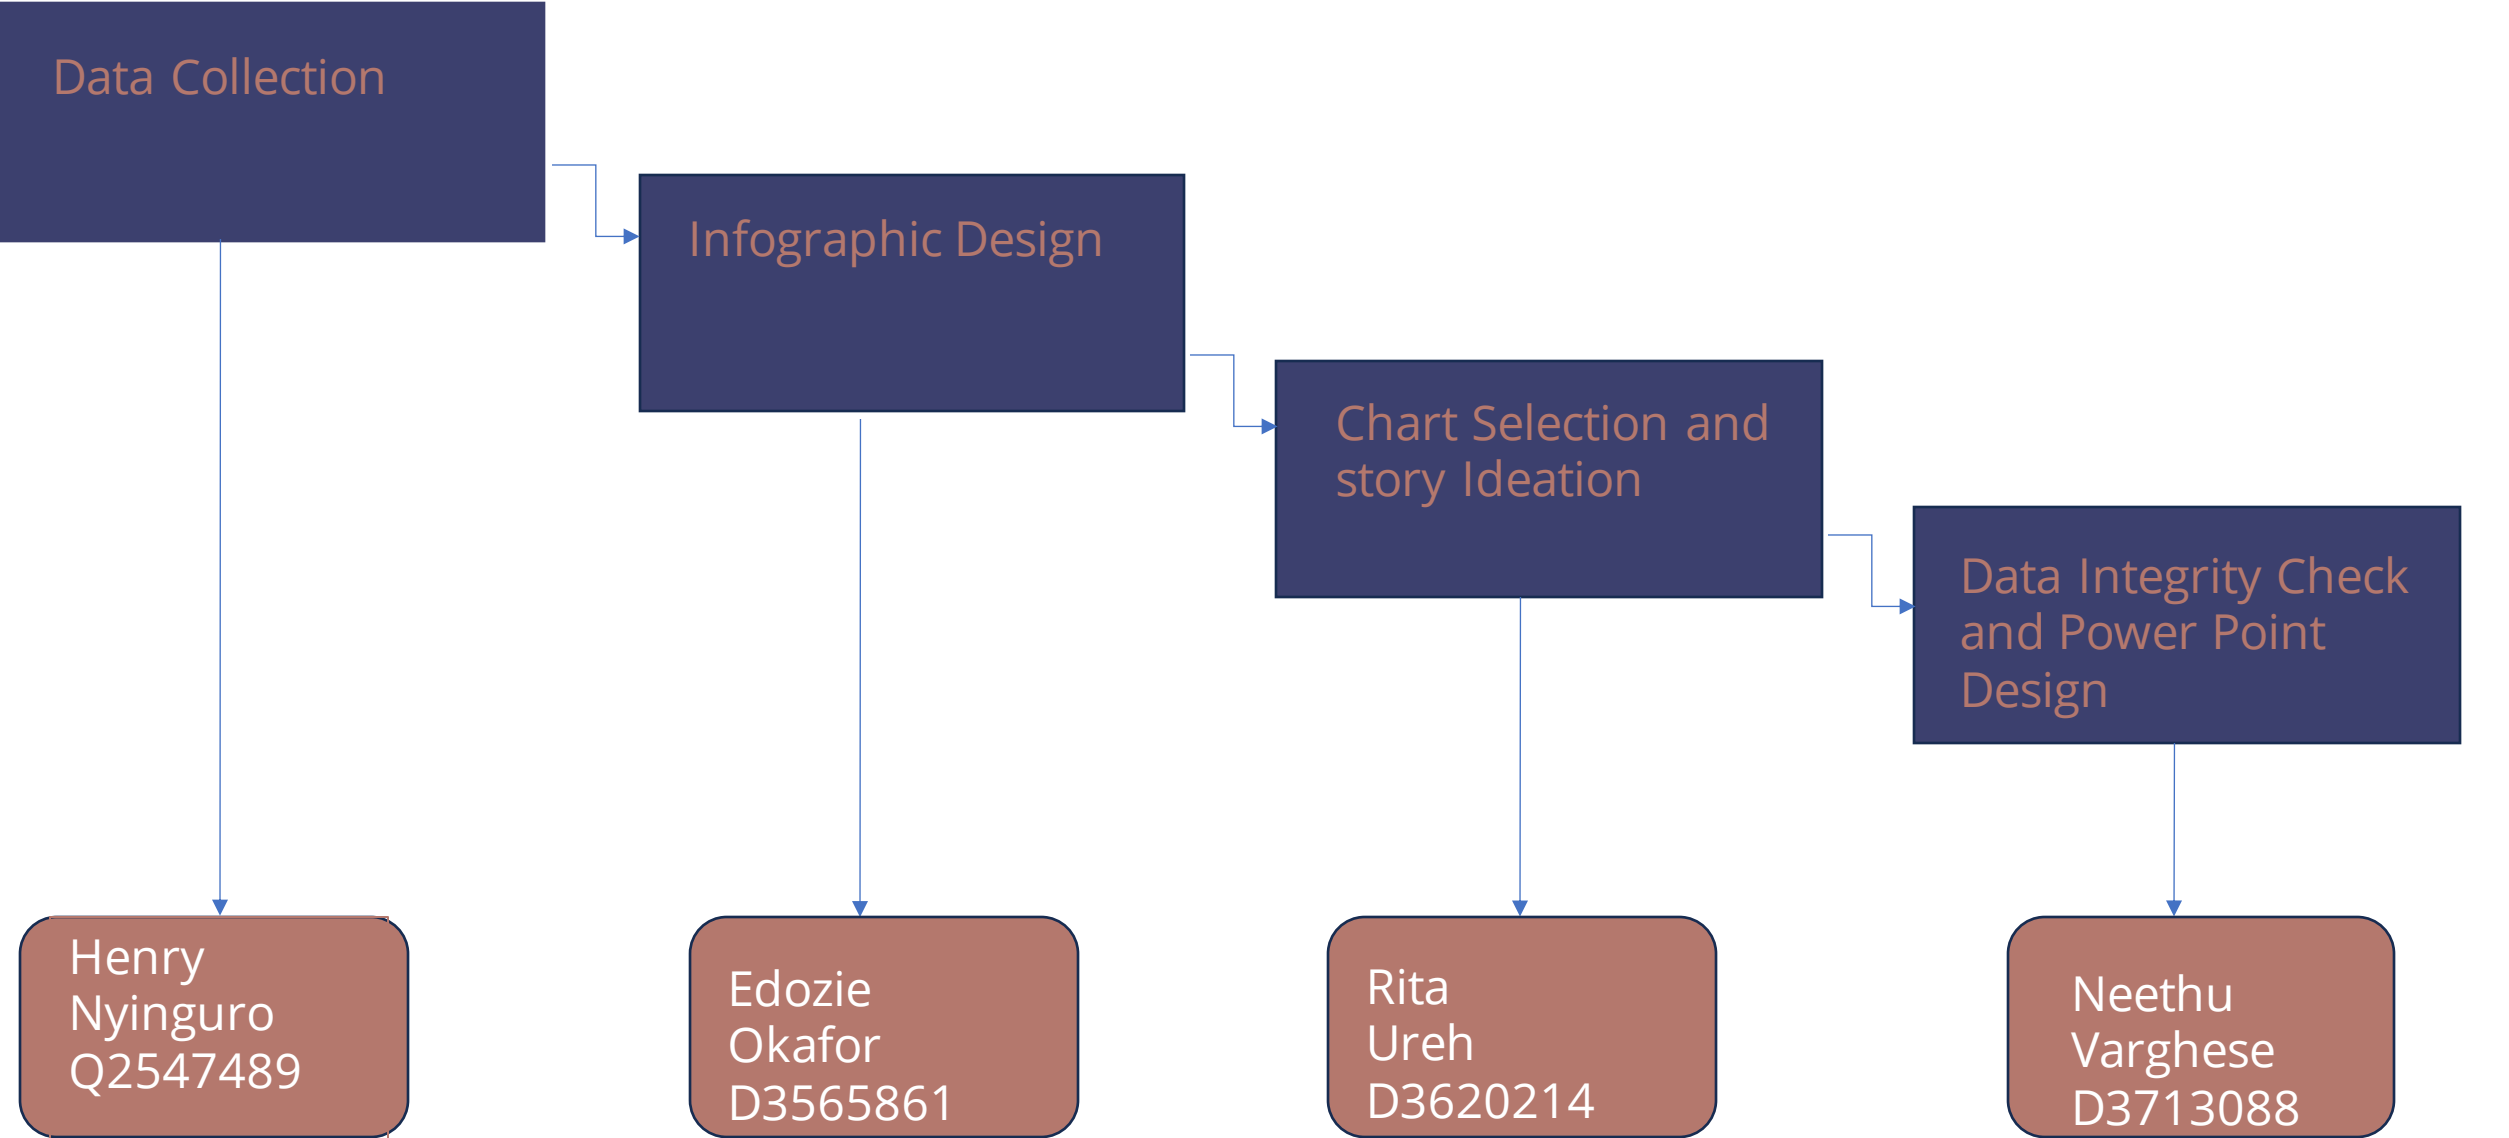 Data Collection
Infographic Design
Chart Selection and
story Ideation
Data Integrity Check
and Power Point
Design
Henry
Nyinguro
Q2547489
Edozie
Okafor
D3565861
Rita
Ureh
D3620214
Neethu
Varghese
D3713088